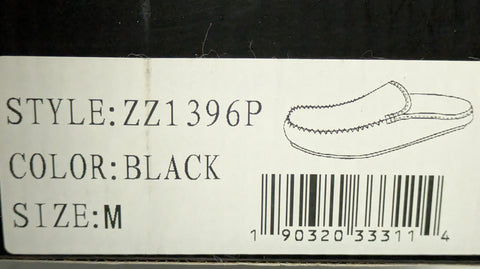 STYLE:ZZ1396P
COLOR:BLACK
SIZE:M
1 90320 33311 4